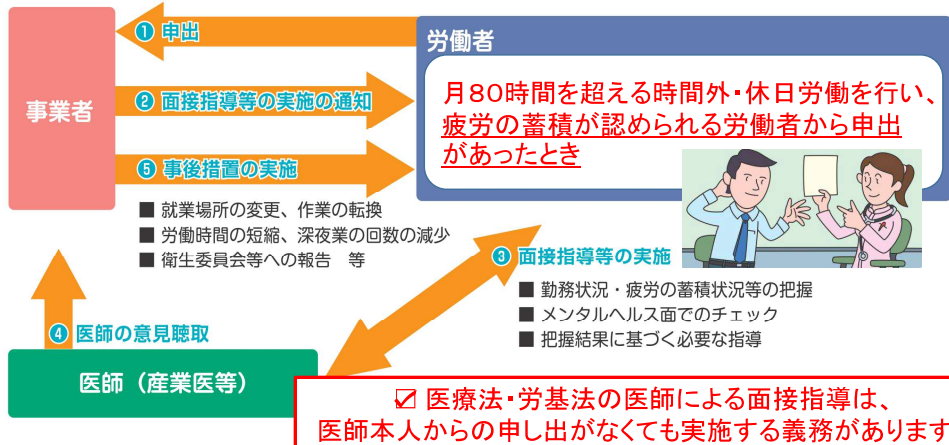 ❶ 申出
労働者
事業者
❷ 面接指導等の実施の通知
月80時間を超える時間外・休日労働を行い、
疲労の蓄積が認められる労働者から申出
があったとき
❺ 事後措置の実施
■ 就業場所の変更、作業の転換
■ 労働時間の短縮、深夜業の回数の減少
■ 衛生委員会等への報告 等
❸ 面接指導等の実施
■ 勤務状況・疲労の蓄積状況等の把握
■ メンタルヘルス面でのチェック
■ 把握結果に基づく必要な指導
❹ 医師の意見聴取
医師（産業医等）
☑ 医療法・労基法の医師による面接指導は、
医師本人からの申し出がなくても実施する義務があります